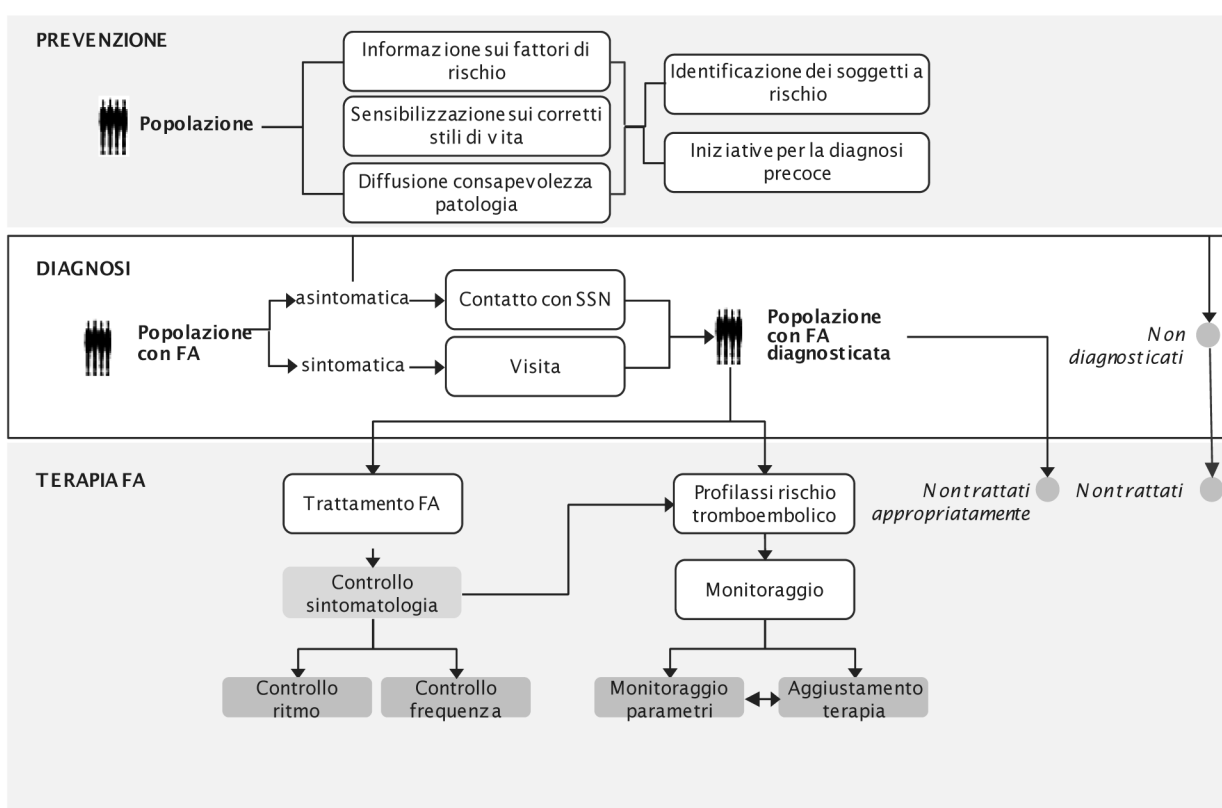 PREVENZIONE
Popolazione
Informazione sui fattori di
rischio
Sensibilizzazione sui corretti
stili di vita
Diffusione consapevolezza
patologia
Identificazione dei soggetti a
rischio
Iniziative per la diagnosi
precoce
DIAGNOSI
Popolazione
con FA
asintomatica
sintomatica
Contatto con SSN
Visita
Popolazione
con FA
diagnosticata
Non
diagnosticati
TERAPIA FA
Trattamento FA
Profilassi rischio
tromboembolico
Non trattati
appropriatamente
Non trattati
Controllo
sintomatologia
Monitoraggio
Controllo
ritmo
Controllo
frequenza
Monitoraggio
parametri
Aggiustamento
terapia